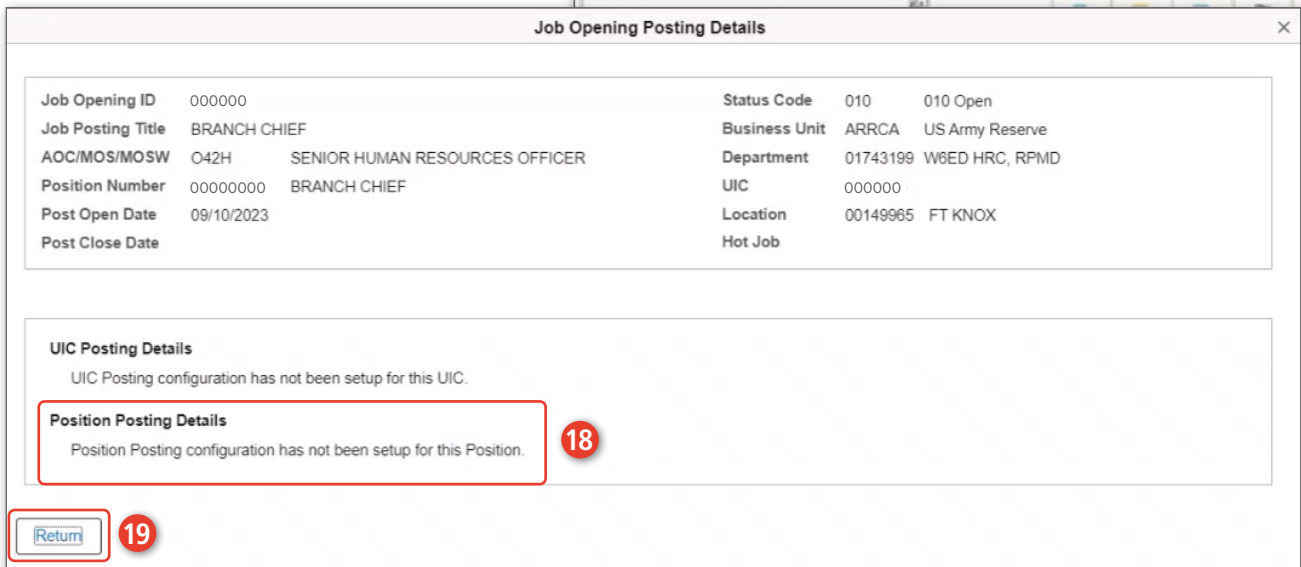 Job Opening Posting Details
Job Opening ID 000000 Status Code 010 010 Open
Job Posting Title BRANCH CHIEF Business Unit ARRCA US Army Reserve
AOC/MOS/MOSW O42H SENIOR HUMAN RESOURCES OFFICER Department 01743199 W6ED HRC, RPMD
Position Number 00000000 BRANCH CHIEF UIC 000000
Post Open Date 09/10/2023 Location 00149965 FT KNOX
Post Close Date Hot Job
UIC Posting Details
UIC Posting configuration has not been setup for this UIC.
Position Posting Details
Position Posting configuration has not been setup for this Position.
18
Return 19